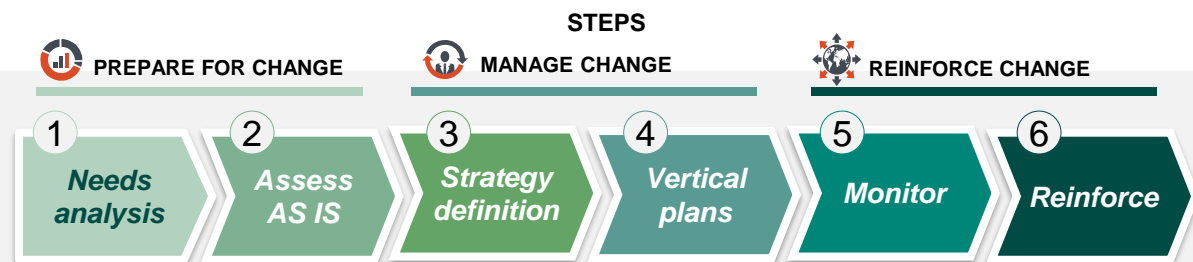 STEPS
PREPARE FOR CHANGE
MANAGE CHANGE
REINFORCE CHANGE
1
Needs
analysis
2
Assess
AS IS
3
Strategy
definition
4
Vertical
plans
5
Monitor
6
Reinforce